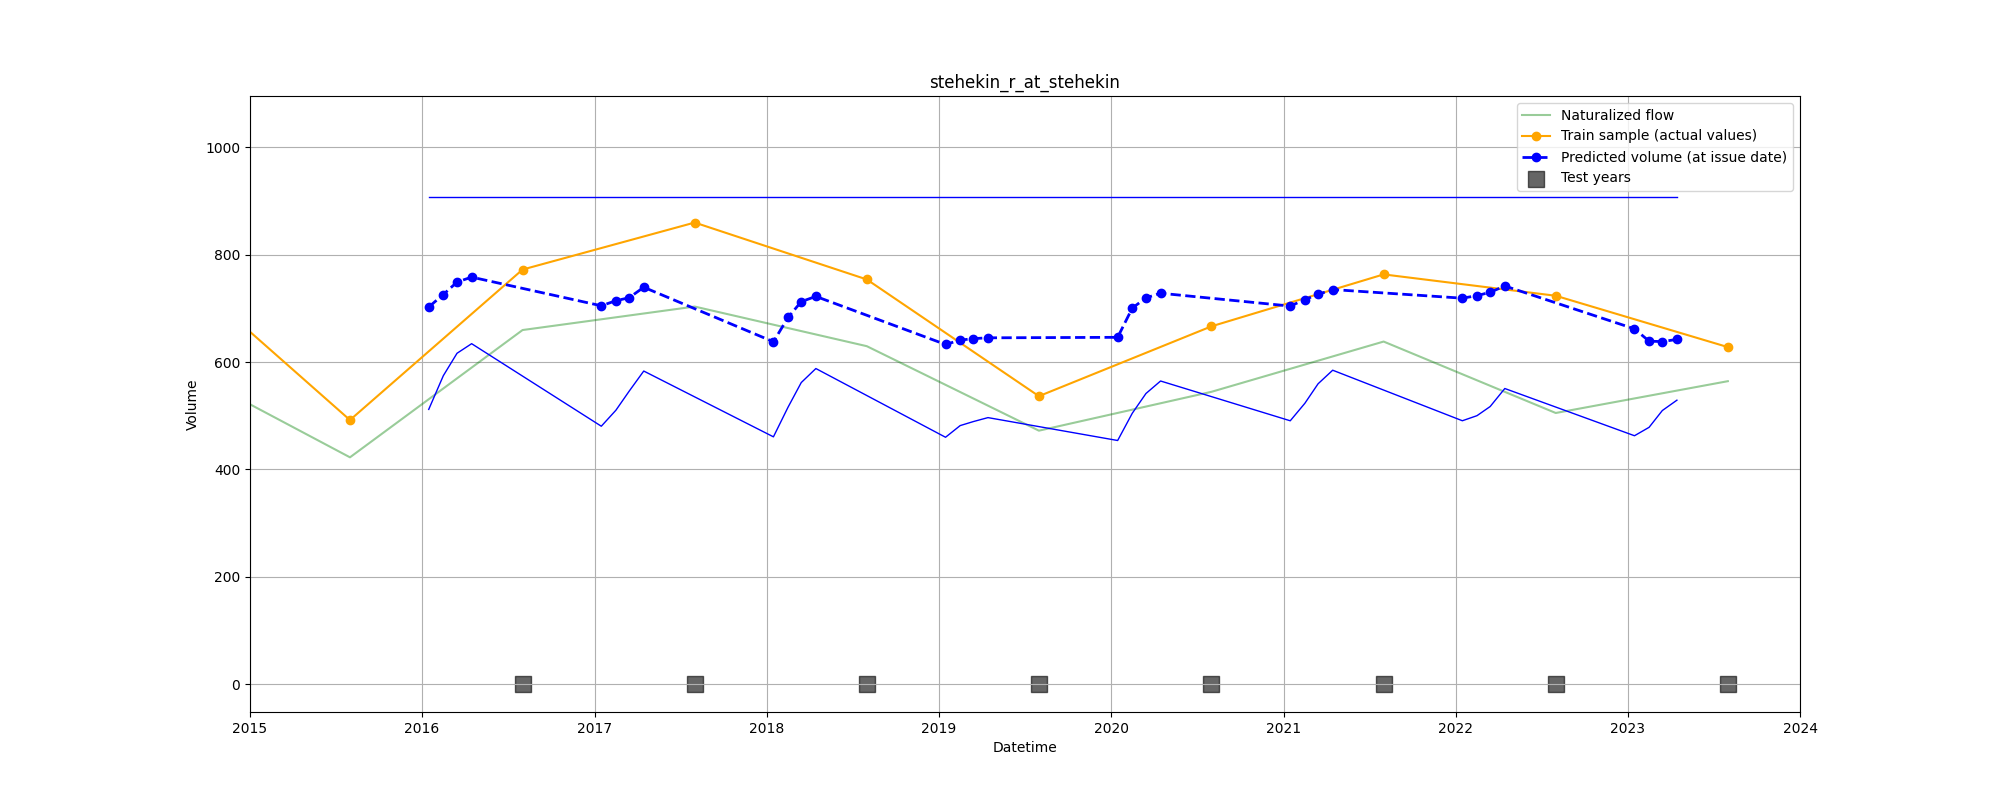 stehekin_r_at_stehekin
Naturalized flow
Train sample (actual values)
Predicted volume (at issue date)
Test years
1000
800
600
400
200
0
Volume
2015 2016 2017 2018 2019 2020 2021 2022 2023 2024
Datetime